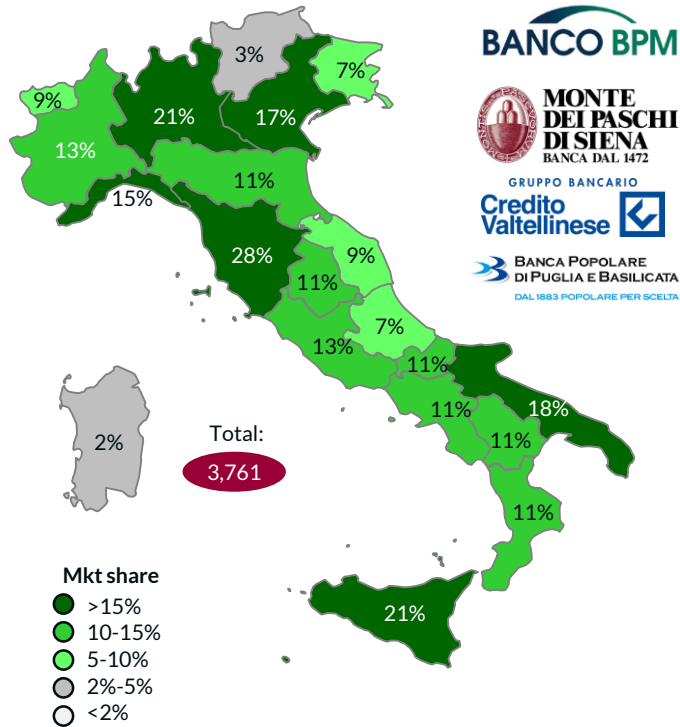 BANCO BPM
MONTE
DEI PASCHI
DI SIENA
BANCA DAL 1472
GRUPPO BANCARIO
Credito
Valtellinese
BANCA POPOLARE
DI PUGLIA E BASILICATA
DAL 1883 POPOLARE PER SCELTA
3%
7%
9%
21%
17%
13%
11%
15%
28%
9%
11%
7%
13%
11%
11%
18%
11%
2%
11%
21%
Total:
3,761
Mkt share
>15%
10-15%
5-10%
2%-5%
<2%